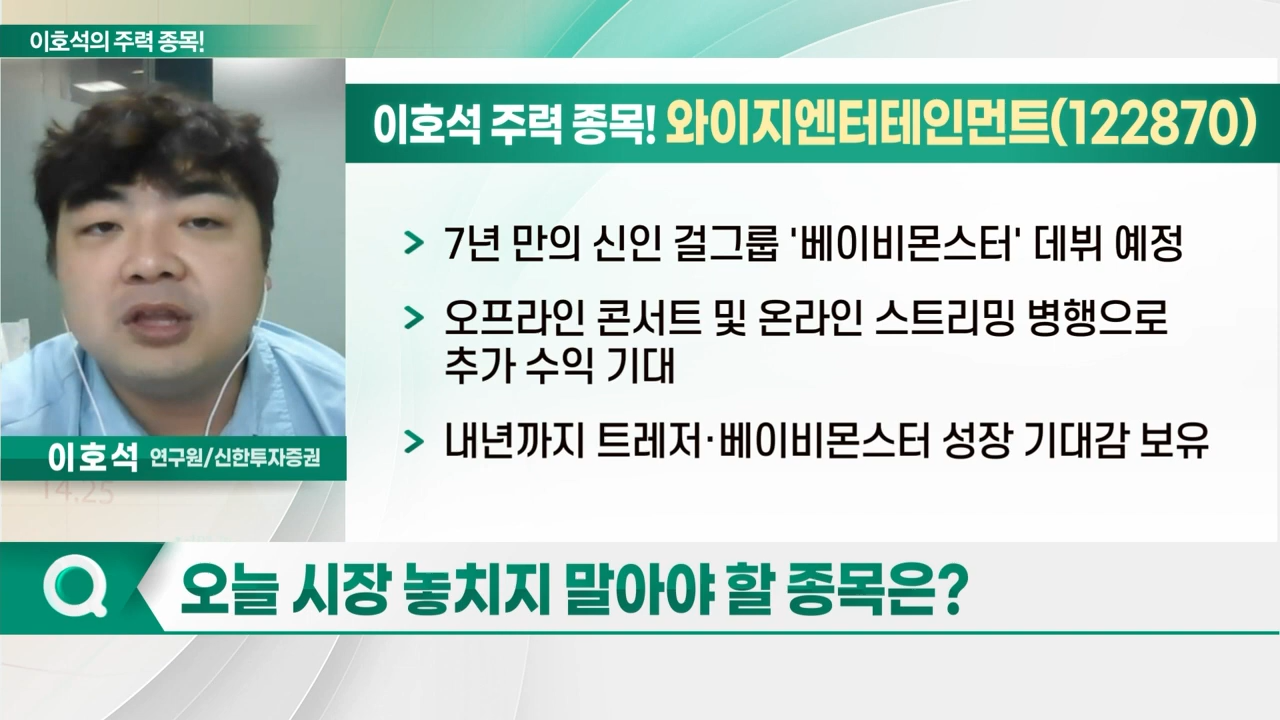 이호석의 주력 종목!
이호석 주력 종목! 와이지엔터테인먼트(122870)
> 7년 만의 신인 걸그룹 '베이비몬스터' 데뷔 예정
> 오프라인 콘서트 및 온라인 스트리밍 병행으로
추가 수익 기대
> 내년까지 트레저·베이비몬스터 성장 기대감 보유
이호석 연구원/신한투자증권
14.25
Q 오늘 시장 놓치지 말아야 할 종목은?